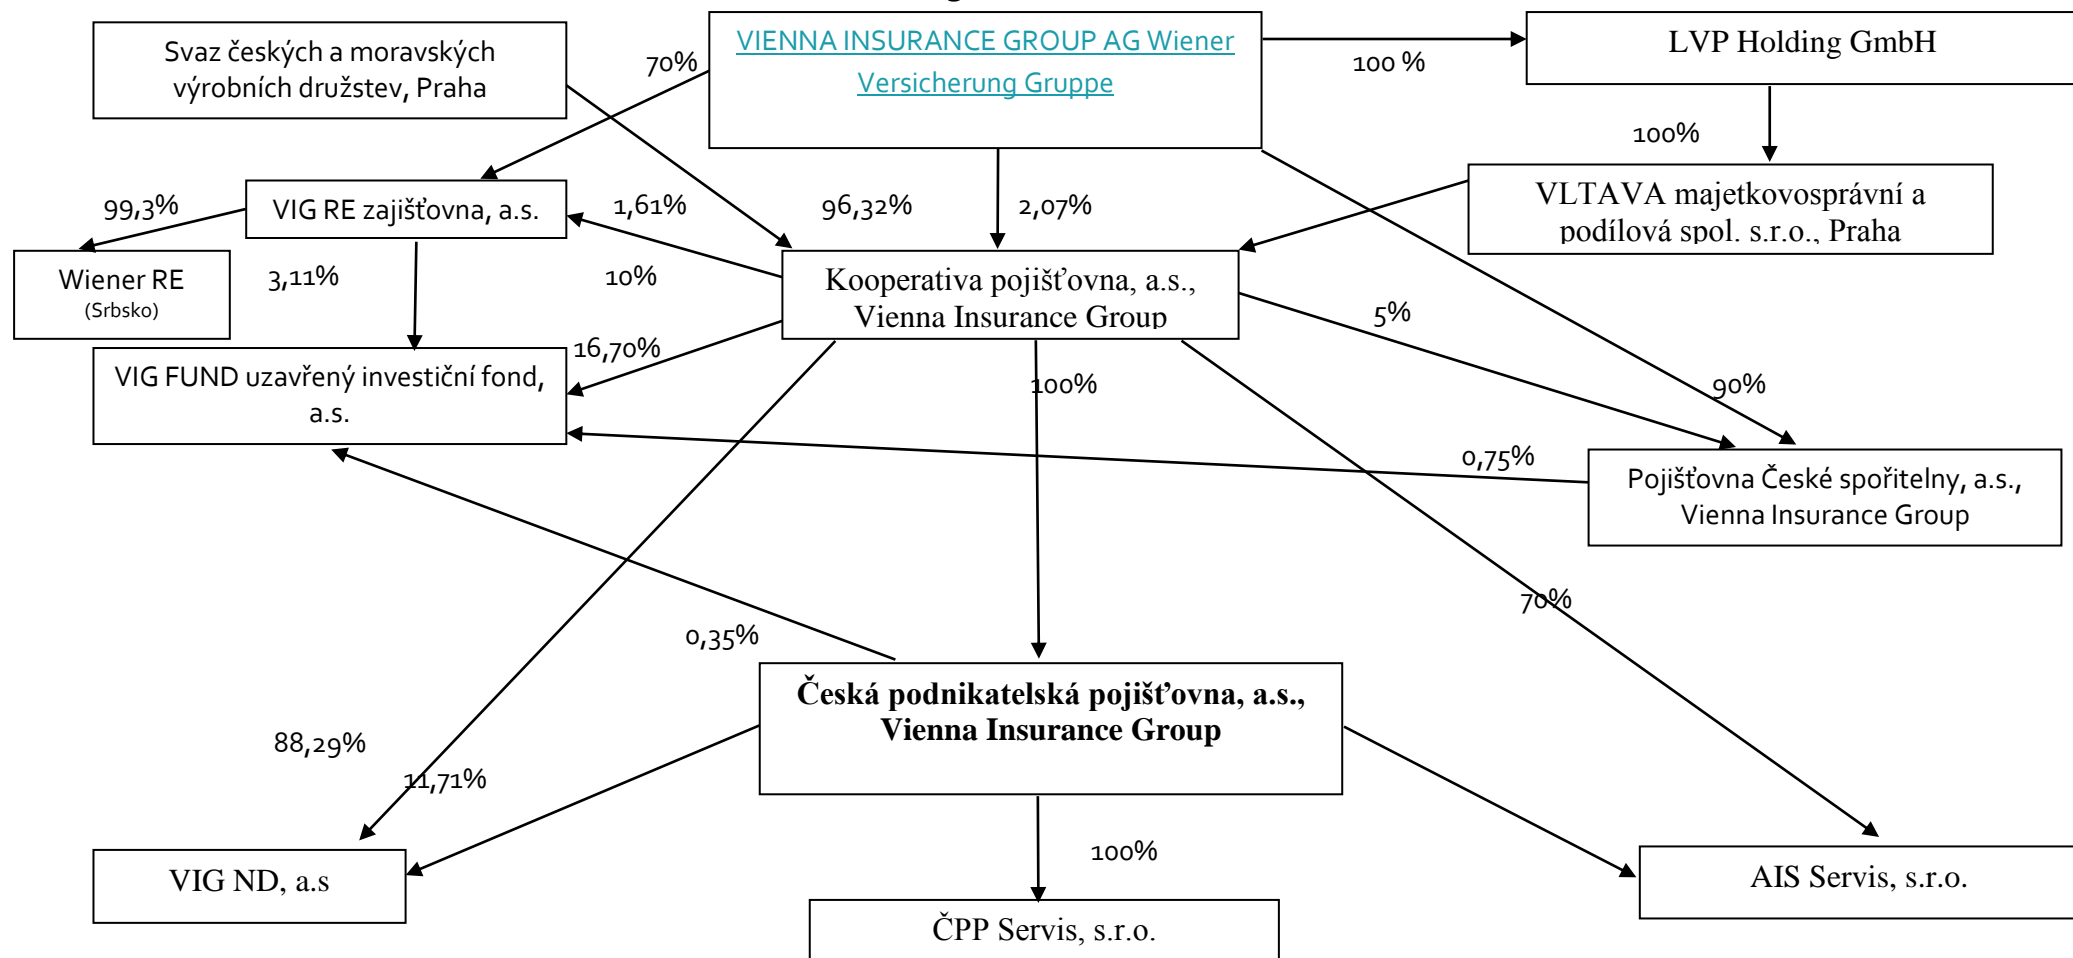 Svaz českých a moravských
výrobních družstev, Praha
70%
VIENNA INSURANCE GROUP AG Wiener
Versicherung Gruppe
100 %
LVP Holding GmbH
100%
99,3%
VIG RE zajišťovna, a.s.
1,61%
96,32%
2,07%
VLTAVA majetkovosprávní a
podílová spol. s.r.o., Praha
Wiener RE
(Srbsko)
3,11%
10%
Kooperativa pojišťovna, a.s.,
Vienna Insurance Group
5%
16,70%
VIG FUND uzavřený investiční fond,
a.s.
100%
90%
0,75%
Pojišťovna České spořitelny, a.s.,
Vienna Insurance Group
70%
0,35%
Česká podnikatelská pojišťovna, a.s.,
Vienna Insurance Group
88,29%
11,71%
VIG ND, a.s
100%
AIS Servis, s.r.o.
ČPP Servis, s.r.o.